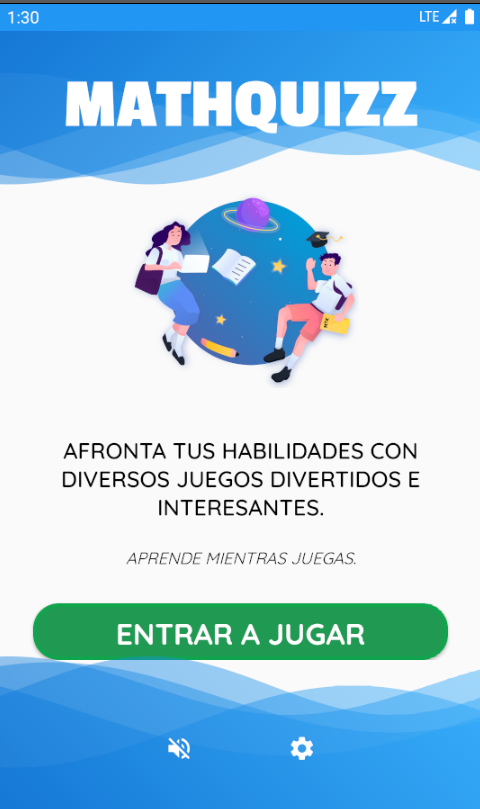 1:30
LTE
MATHQUIZZ
AFRONTA TUS HABILIDADES CON
DIVERSOS JUEGOS DIVERTIDOS E
INTERESANTES.
APRENDE MIENTRAS JUEGAS.
ENTRAR A JUGAR